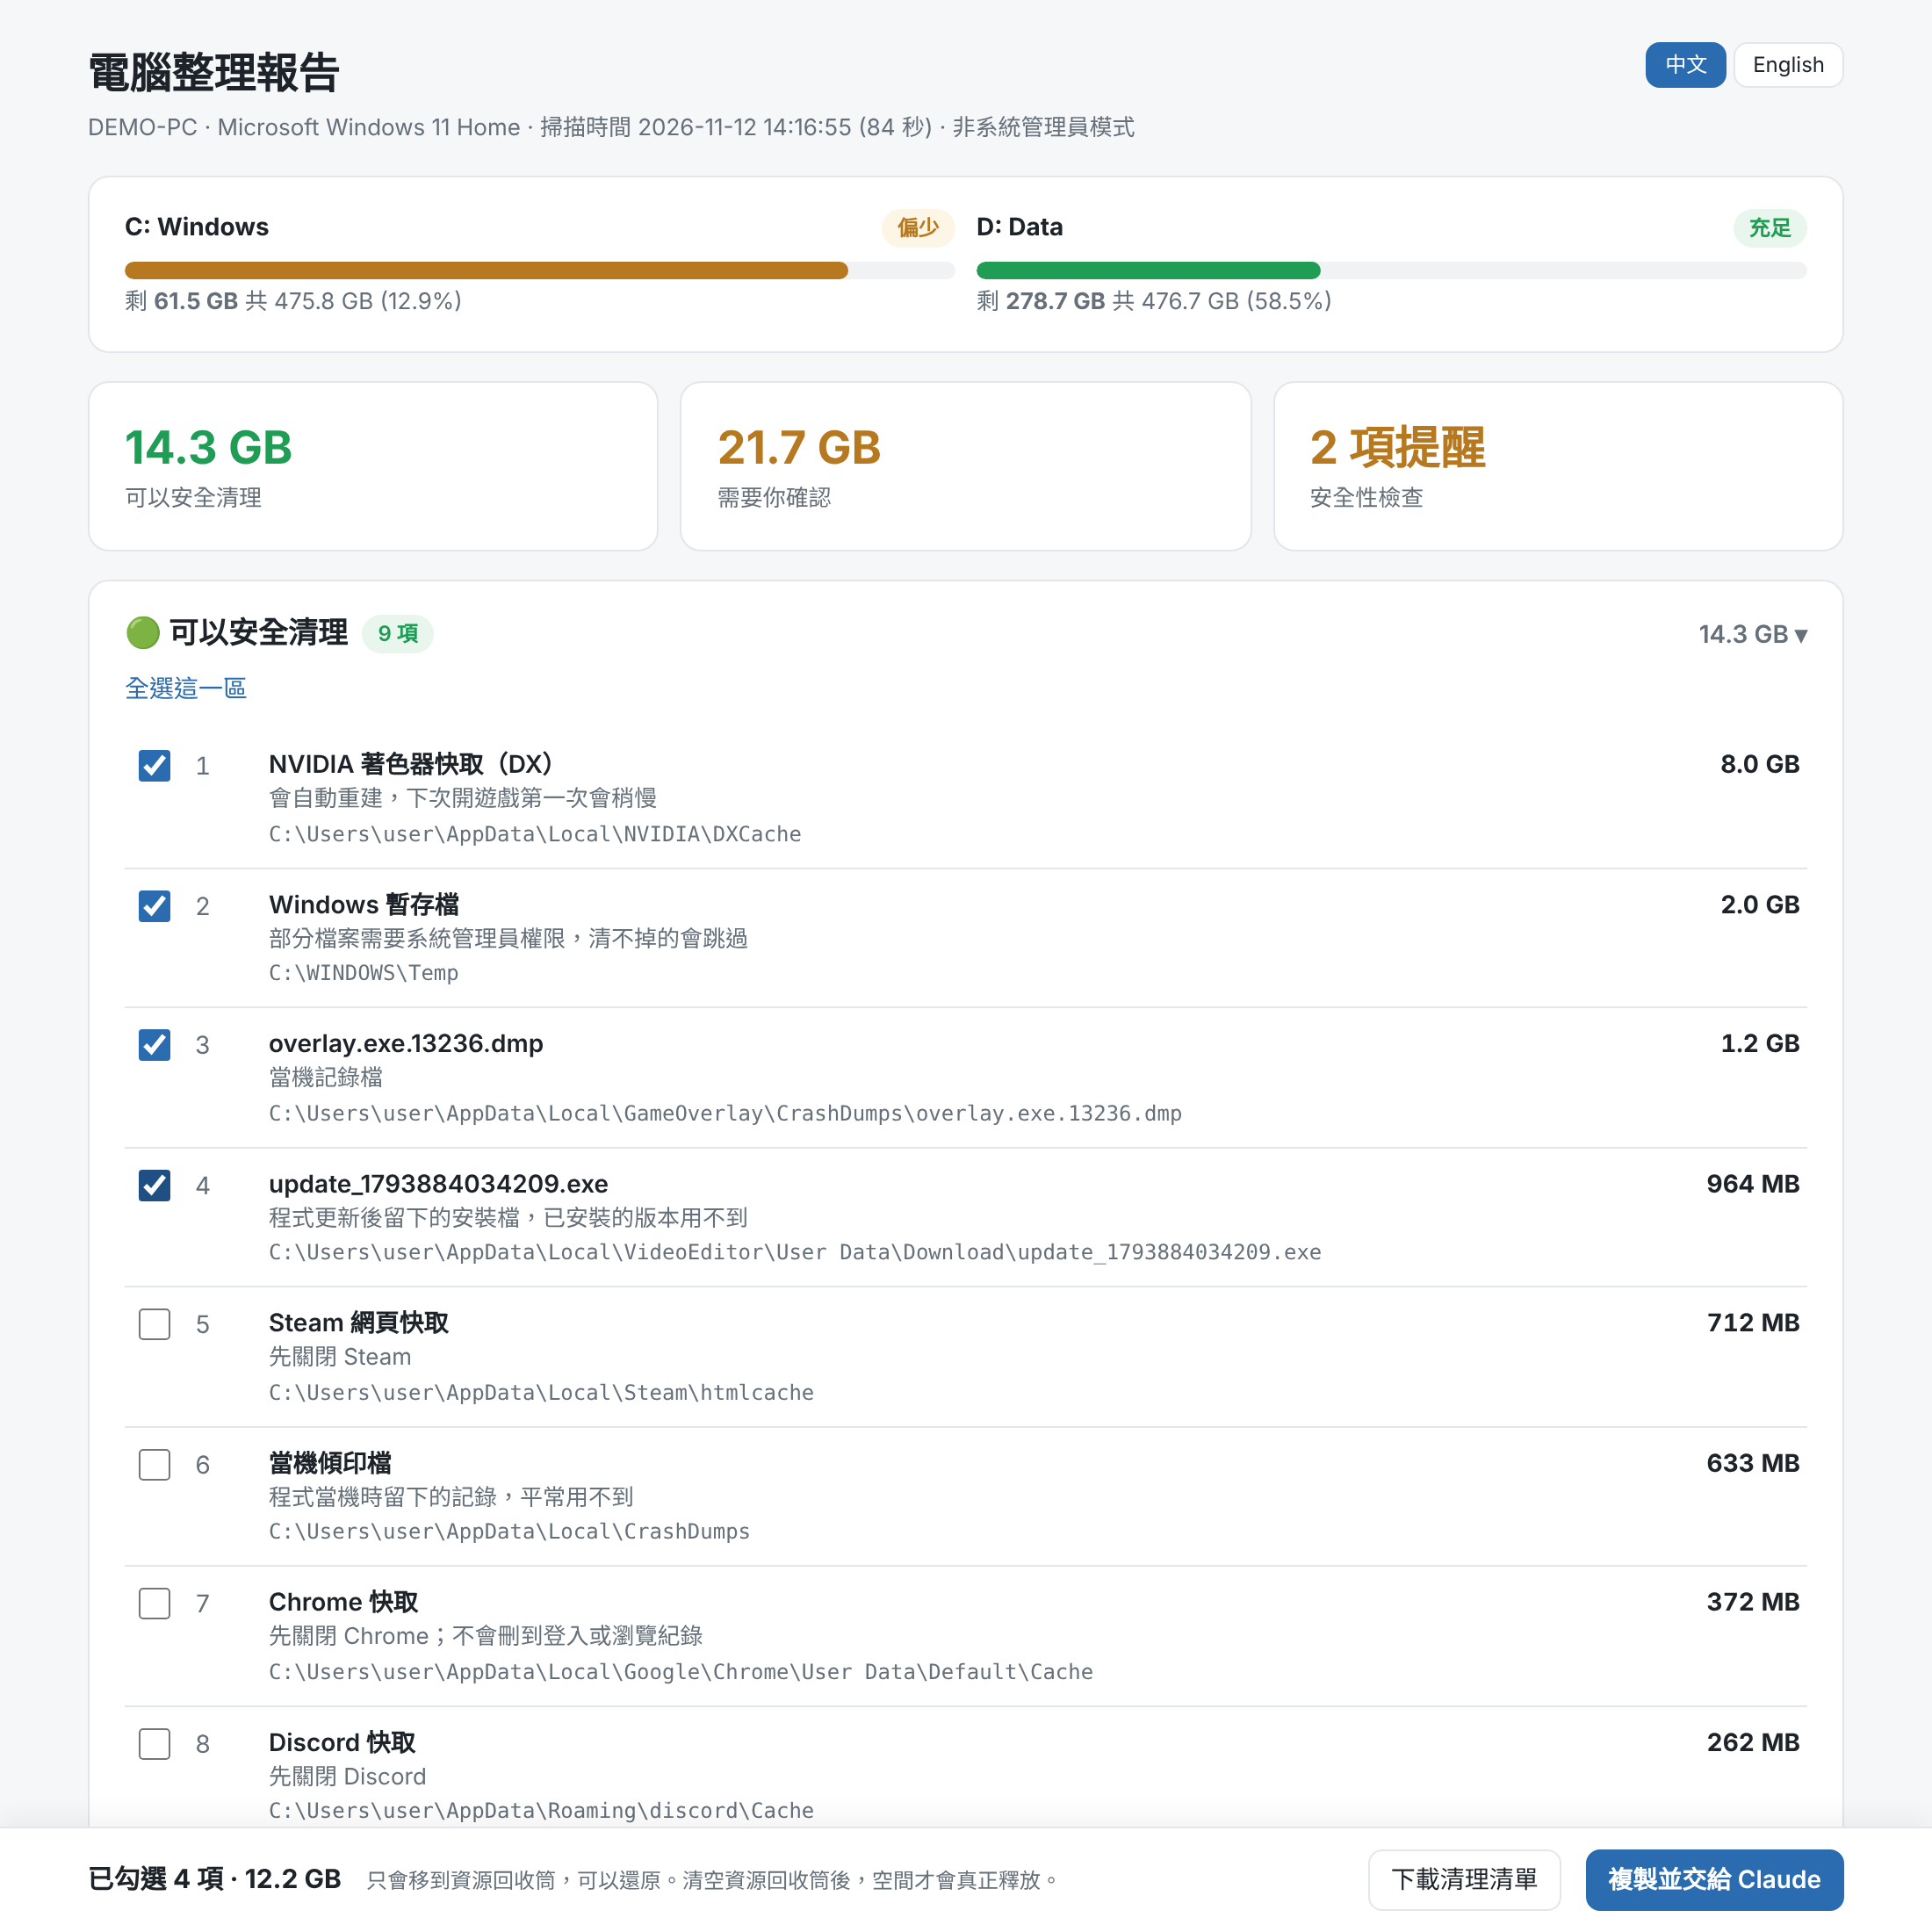 電腦整理報告
中文
English
DEMO-PC · Microsoft Windows 11 Home · 掃描時間 2026-11-12 14:16:55 (84 秒) · 非系統管理員模式
C: Windows
偏少
剩 61.5 GB 共 475.8 GB (12.9%)
D: Data
充足
剩 278.7 GB 共 476.7 GB (58.5%)
14.3 GB
可以安全清理
21.7 GB
需要你確認
2 項提醒
安全性檢查
可以安全清理 9 項
14.3 GB ▾
全選這一區
1 NVIDIA 著色器快取（DX） 8.0 GB
會自動重建，下次開遊戲第一次會稍慢
C:\Users\user\AppData\Local\NVIDIA\DXCache
2 Windows 暫存檔 2.0 GB
部分檔案需要系統管理員權限，清不掉的會跳過
C:\WINDOWS\Temp
3 overlay.exe.13236.dmp 1.2 GB
當機記錄檔
C:\Users\user\AppData\Local\GameOverlay\CrashDumps\overlay.exe.13236.dmp
4 update_1793884034209.exe 964 MB
程式更新後留下的安裝檔，已安裝的版本用不到
C:\Users\user\AppData\Local\VideoEditor\User Data\Download\update_1793884034209.exe
5 Steam 網頁快取 712 MB
先關閉 Steam
C:\Users\user\AppData\Local\Steam\htmlcache
6 當機傾印檔 633 MB
程式當機時留下的記錄，平常用不到
C:\Users\user\AppData\Local\CrashDumps
7 Chrome 快取 372 MB
先關閉 Chrome；不會刪到登入或瀏覽紀錄
C:\Users\user\AppData\Local\Google\Chrome\User Data\Default\Cache
8 Discord 快取 262 MB
先關閉 Discord
C:\Users\user\AppData\Roaming\discord\Cache
已勾選 4 項 · 12.2 GB
只會移到資源回收筒，可以還原。清空資源回收筒後，空間才會真正釋放。
下載清理清單
複製並交給 Claude